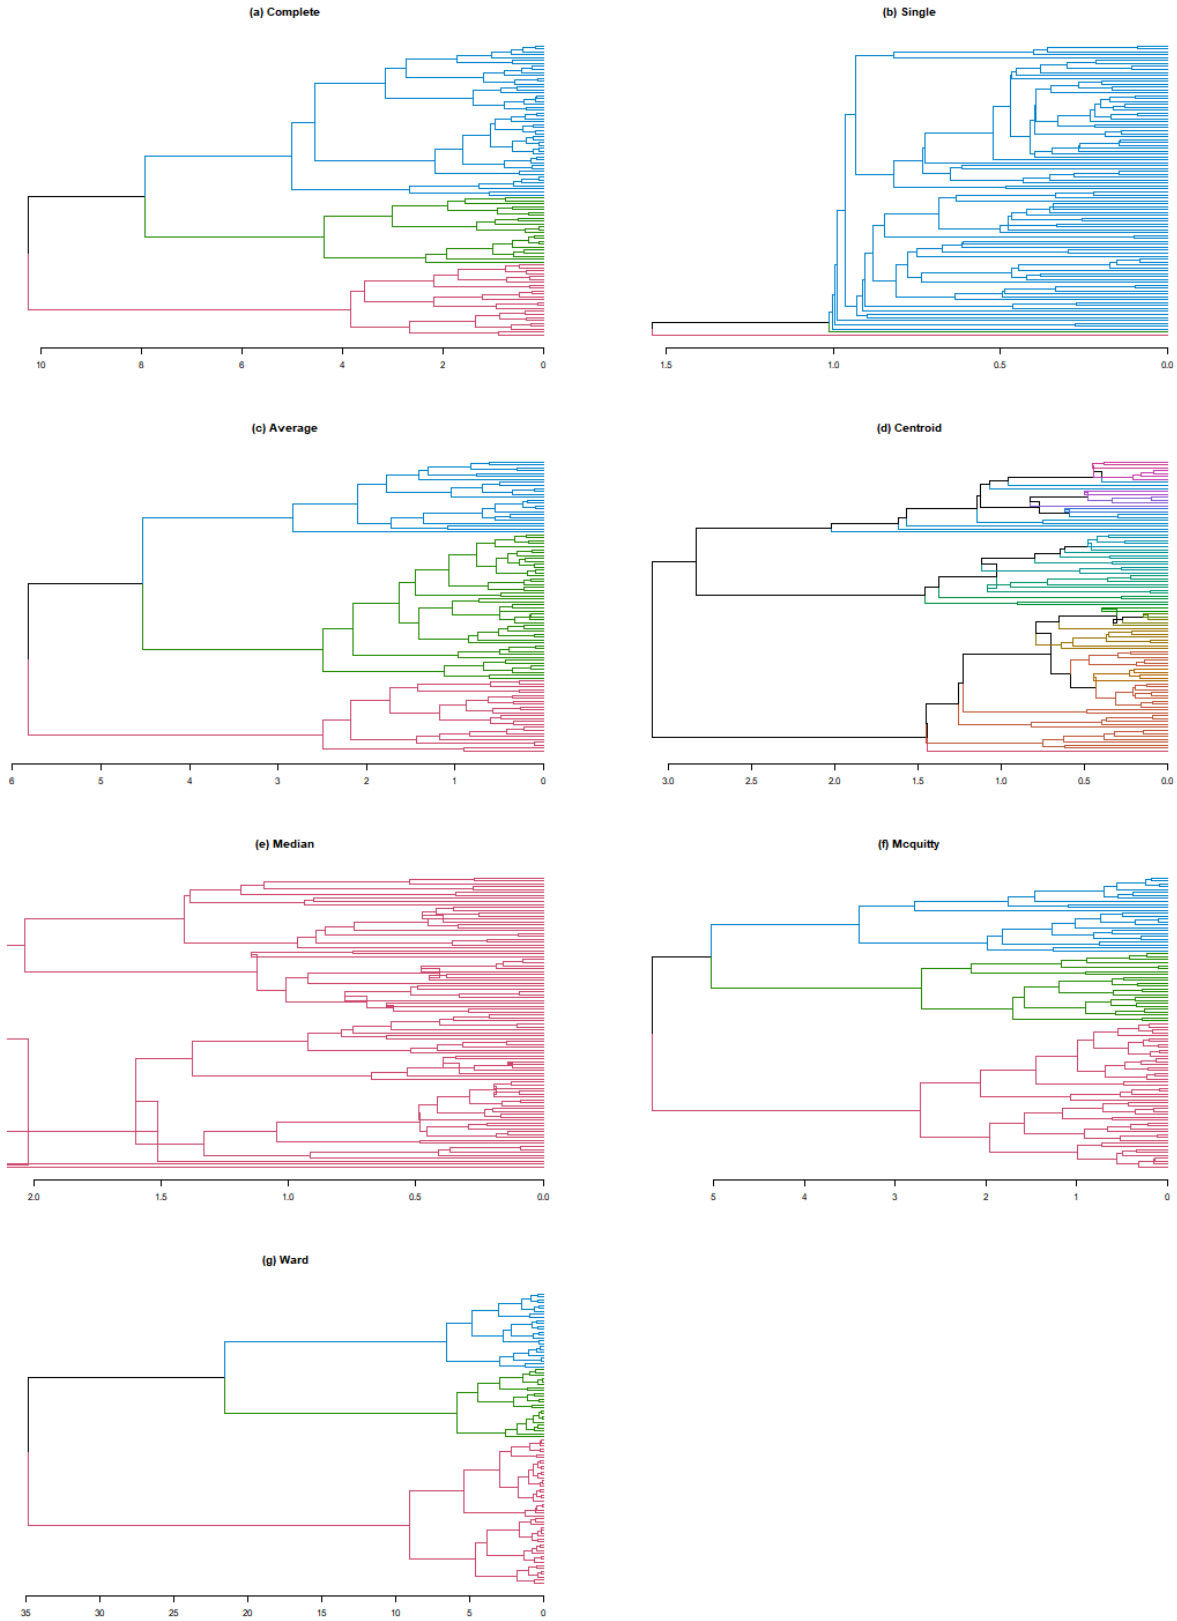 (a) Complete
10 8 6 4 2 0
(b) Single
1.5 1.0 0.5 0.0
(c) Average
6 5 4 3 2 1 0
(d) Centroid
3.0 2.5 2.0 1.5 1.0 0.5 0.0
(e) Median
2.0 1.5 1.0 0.5 0.0
(f) Mcquitty
5 4 3 2 1 0
(g) Ward
35 30 25 20 15 10 5 0